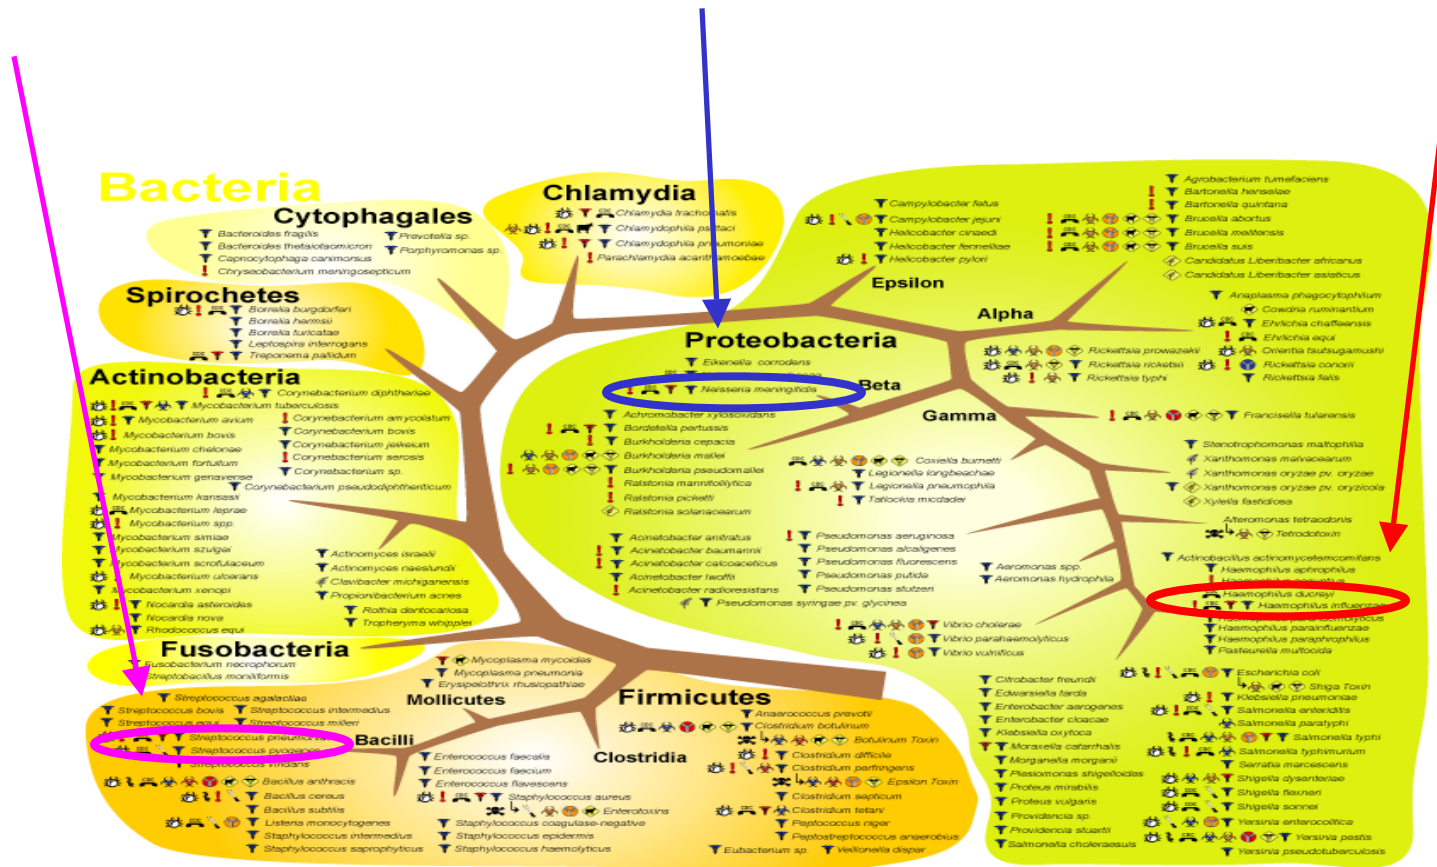 Bacteria
Cytophagales
Bacteroides fragilis
Prevotella sp.
Bacteroides thetaiotaomicron
Porphyromonas sp.
Capnocytophaga canimorsus
Chryseobacterium meningosepticum
Chlamydia
Chlamydia trachomatis
Chlamydophila psittaci
Chlamydophila pneumoniae
Parachlamydia acanthamoebae
Spirochetes
Borrelia burgdorferi
Borrelia hermsii
Borrelia turicatae
Leptospira interrogans
Treponema pallidum
Actinobacteria
Corynebacterium diphtheriae
Mycobacterium tuberculosis
Mycobacterium avium
Corynebacterium amycolatum
Mycobacterium bovis
Corynebacterium bovis
Mycobacterium chelonae
Corynebacterium jeikeium
Mycobacterium fortuitum
Corynebacterium serosis
Mycobacterium genavense
Corynebacterium sp.
Corynebacterium pseudodiphtheriticum
Mycobacterium kansasii
Mycobacterium leprae
Mycobacterium spp.
Mycobacterium simiae
Mycobacterium szulgai
Mycobacterium scrofulaceum
Mycobacterium ulcerans
Mycobacterium xenopi
Nocardia asteroides
Nocardia nova
Rhodococcus equi
Actinomyces israelii
Actinomyces naeslundii
Clavibacter michiganensis
Propionibacterium acnes
Rothia dentocariosa
Tropheryma whipplei
Fusobacteria
Fusobacterium necrophorum
Streptobacillus moniliformis
Epsilon
Campylobacter fetus
Campylobacter jejuni
Helicobacter cinaedi
Helicobacter fennelliae
Helicobacter pylori
Alpha
Agrobacterium tumefaciens
Bartonella henselae
Bartonella quintana
Brucella abortus
Brucella melitensis
Brucella suis
Candidatus Liberibacter africanus
Candidatus Liberibacter asiaticus
Anaplasma phagocytophilum
Cowdria ruminantium
Ehrlichia chaffeensis
Ehrlichia equi
Rickettsia prowazekii
Orientia tsutsugamushi
Rickettsia ricketsii
Rickettsia conorii
Rickettsia typhi
Rickettsia felis
Proteobacteria
Beta
Eikenella corrodens
Neisseria meningitidis
Achromobacter xylosoxidans
Bordetella pertussis
Burkholderia cepacia
Burkholderia mallei
Burkholderia pseudomallei
Ralstonia mannitolilytica
Ralstonia picketti
Ralstonia solanacearum
Gamma
Francisella tularensis
Coxiella burnetti
Legionella longbeachae
Legionella pneumophila
Tatlockia micdadei
Stenotrophomonas maltophilia
Xanthomonas malvacearum
Xanthomonas oryzae pv. oryzae
Xanthomonas oryzae pv. oryzicola
Xylella fastidiosa
Alteromonas tetraodonis
Tetrodotoxin
Acinetobacter anitratus
Acinetobacter baumannii
Acinetobacter calcoaceticus
Acinetobacter lwoffii
Acinetobacter radioresistans
Pseudomonas aeruginosa
Pseudomonas alcaligenes
Pseudomonas fluorescens
Pseudomonas putida
Pseudomonas stutzeri
Pseudomonas syringae pv. glycinea
Aeromonas spp.
Aeromonas hydrophila
Actinobacillus actinomycetemcomitans
Haemophilus aphrophilus
Haemophilus ducreyi
Haemophilus influenzae
Haemophilus parainfluenzae
Haemophilus paraphrophilus
Pasteurella multocida
Vibrio cholerae
Vibrio parahaemolyticus
Vibrio vulnificus
Citrobacter freundii
Edwarsiella tarda
Enterobacter aerogenes
Enterobacter cloacae
Klebsiella oxytoca
Moraxella catarrhalis
Morganella morganii
Plesiomonas shigelloides
Proteus mirabilis
Proteus vulgaris
Providencia sp.
Providencia stuartii
Salmonella choleraesuis
Escherichia coli
Shiga Toxin
Klebsiella pneumoniae
Salmonella enteriditis
Salmonella paratyphi
Salmonella typhi
Salmonella typhimurium
Serratia marcescens
Shigella dysenteriae
Shigella flexneri
Shigella sonnei
Yersinia enterocolitica
Yersinia pestis
Yersinia pseudotuberculosis
Mollicutes
Mycoplasma mycoides
Mycoplasma pneumonia
Erysipelothrix rhusiopathiae
Firmicutes
Bacilli
Streptococcus agalactiae
Streptococcus bovis
Streptococcus intermedius
Streptococcus equi
Streptococcus milleri
Streptococcus
Streptococcus pyogenes
Streptococcus viridans
Bacillus anthracis
Bacillus cereus
Bacillus subtilis
Listeria monocytogenes
Staphylococcus intermedius
Staphylococcus saprophyticus
Enterococcus faecalis
Enterococcus faecium
Enterococcus flavescens
Staphylococcus aureus
Enterotoxins
Staphylococcus coagulase-negative
Staphylococcus epidermis
Staphylococcus haemolyticus
Clostridia
Anaerococcus prevotii
Clostridium botulinum
Botulinum Toxin
Clostridium difficile
Clostridium perfringens
Epsilon Toxin
Clostridium septicum
Clostridium tetani
Peptococcus niger
Peptostreptococcus anaerobius
Eubacterium sp.
Veillonella dispar